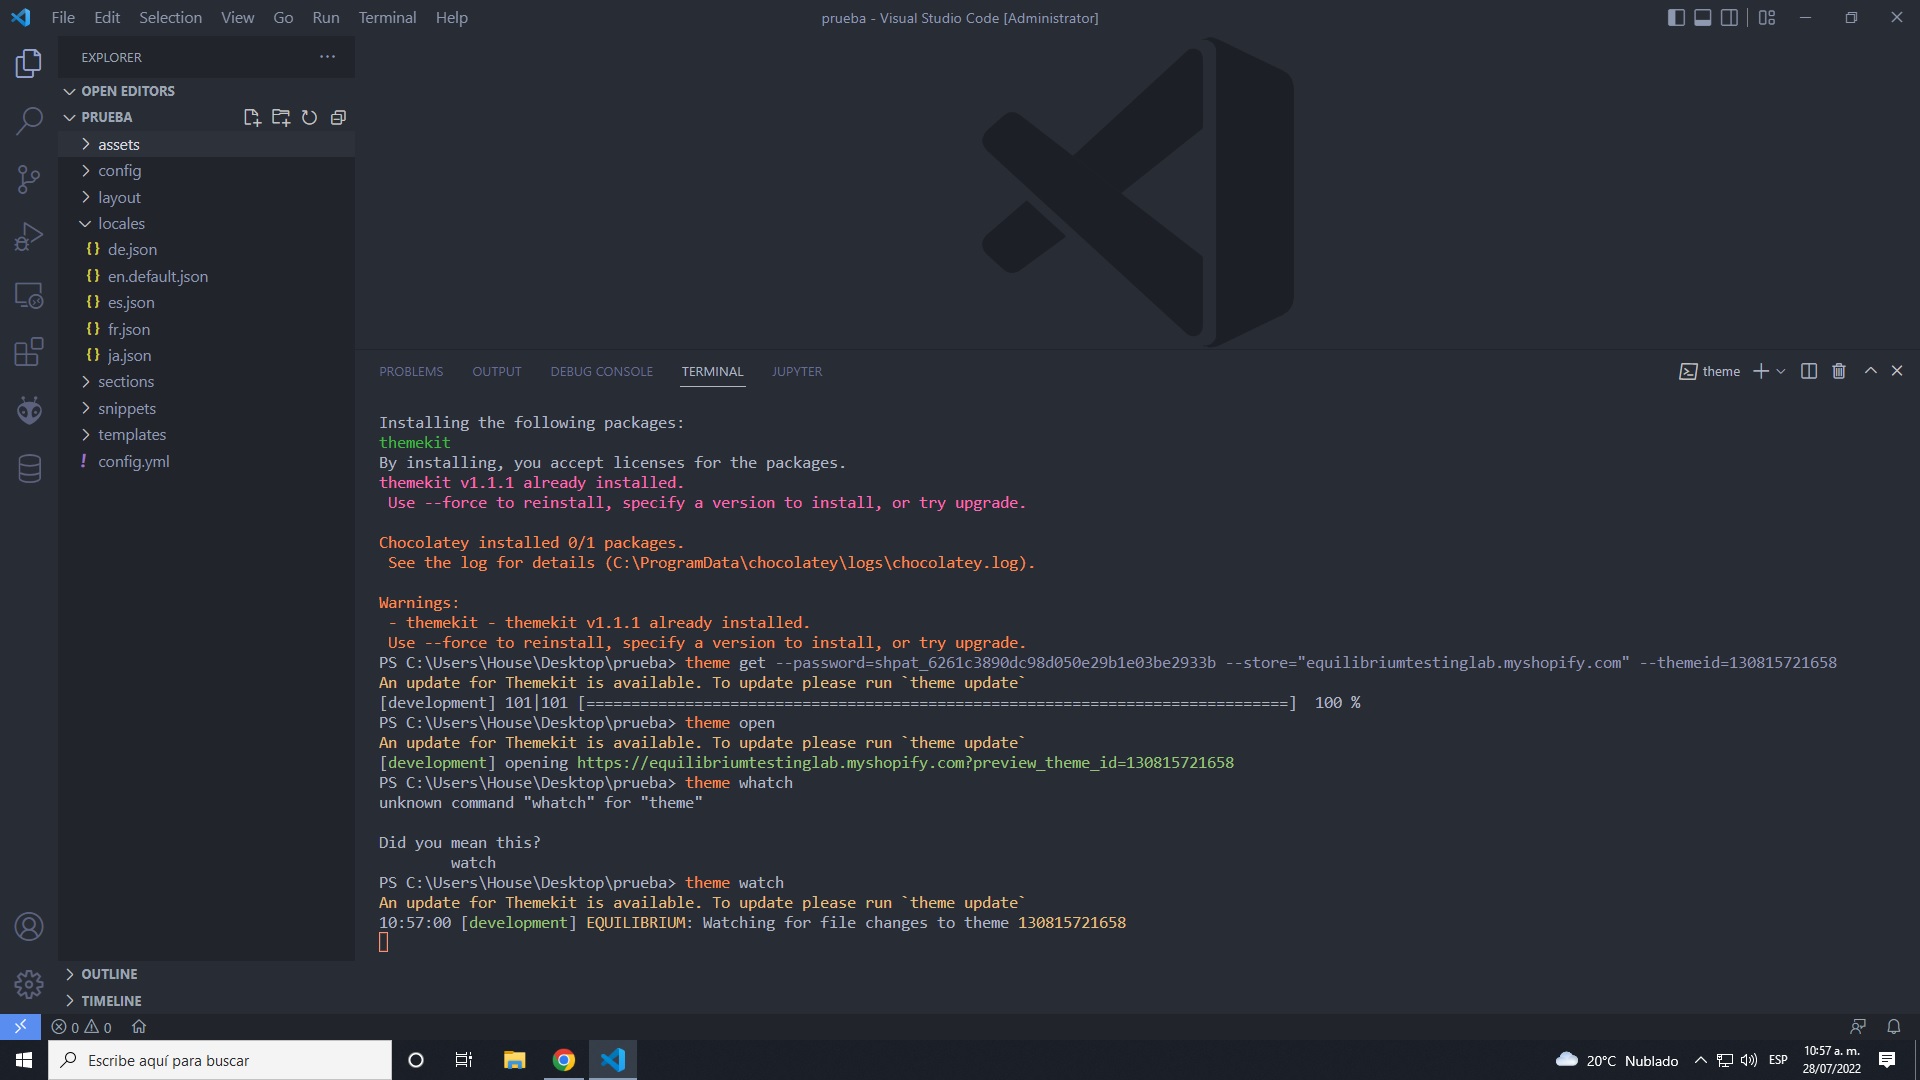 File Edit Selection View Go Run Terminal Help
prueba - Visual Studio Code [Administrator]
EXPLORER
OPEN EDITORS
PRUEBA
assets
config
layout
locales
{} de.json
{} en.default.json
{} es.json
{} fr.json
{} ja.json
sections
snippets
templates
! config.yml
OUTLINE
TIMELINE
PROBLEMS OUTPUT DEBUG CONSOLE TERMINAL JUPYTER
theme
Installing the following packages:
themekit
By installing, you accept licenses for the packages.
themekit v1.1.1 already installed.
Use --force to reinstall, specify a version to install, or try upgrade.
Chocolatey installed 0/1 packages.
See the log for details (C:\ProgramData\chocolatey\logs\chocolatey.log).
Warnings:
- themekit - themekit v1.1.1 already installed.
Use --force to reinstall, specify a version to install, or try upgrade.
PS C:\Users\House\Desktop\prueba> theme get --password=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 --store="equilibriumtestinglab.myshopify.com" --themeid=130815721658
An update for Themekit is available. To update please run `theme update`
[development] 101|101 [==============================================================================] 100 %
PS C:\Users\House\Desktop\prueba> theme open
An update for Themekit is available. To update please run `theme update`
[development] opening https://equilibriumtestinglab.myshopify.com?preview_theme_id=130815721658
PS C:\Users\House\Desktop\prueba> theme whatch
unknown command "whatch" for "theme"
Did you mean this?
watch
PS C:\Users\House\Desktop\prueba> theme watch
An update for Themekit is available. To update please run `theme update`
10:57:00 [development] EQUILIBRIUM: Watching for file changes to theme 130815721658
0 0
Escribe aquí para buscar
20°C Nublado
ESP
10:57 a. m.
28/07/2022